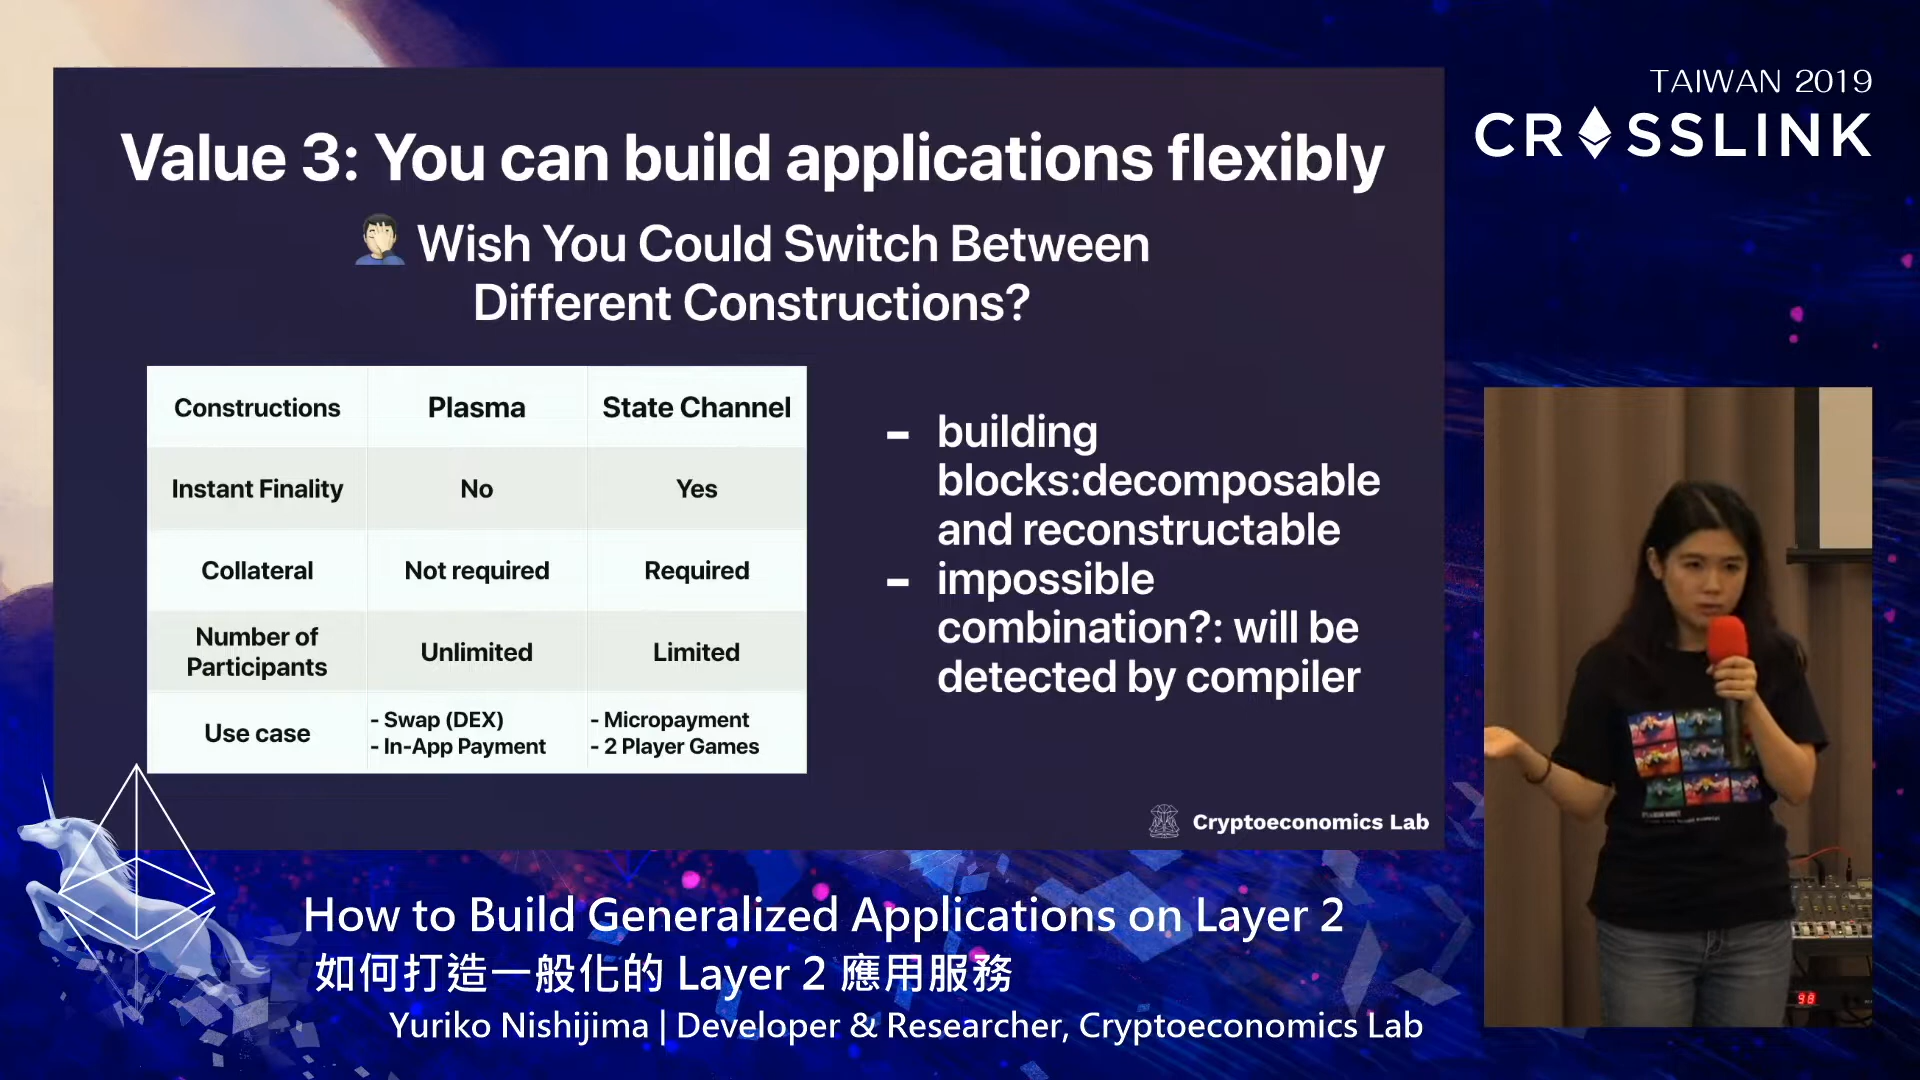 TAIWAN 2019
CROSSLINK
Value 3: You can build applications flexibly
Wish You Could Switch Between
Different Constructions?
Constructions Plasma State Channel
Instant Finality No Yes
Collateral Not required Required
Number of Participants Unlimited Limited
Use case - Swap (DEX) - In-App Payment - Micropayment - 2 Player Games
- building
blocks:decomposable
and reconstructable
- impossible
combination?: will be
detected by compiler
Cryptoeconomics Lab
How to Build Generalized Applications on Layer 2
如何打造一般化的 Layer 2 應用服務
Yuriko Nishijima | Developer & Researcher, Cryptoeconomics Lab
98